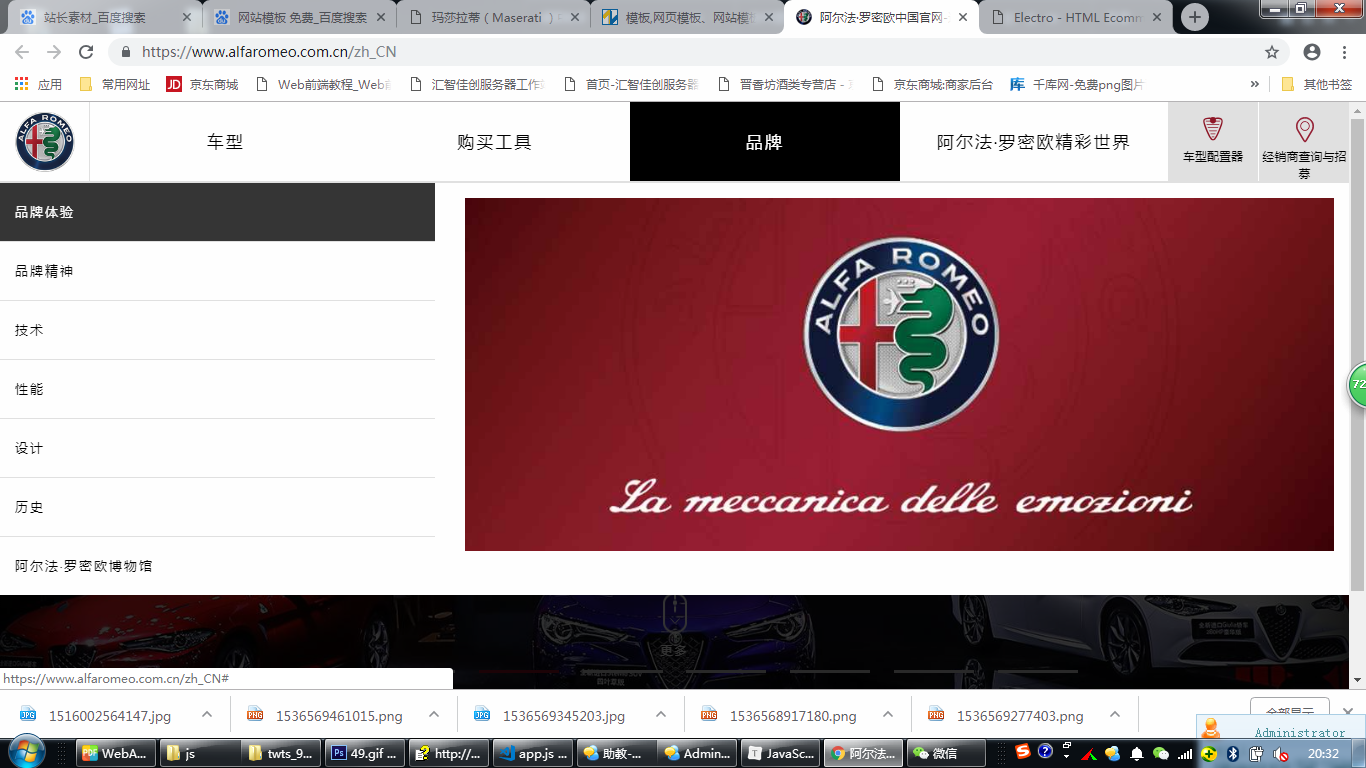 站长素材_百度搜索
网站模板 免费_百度搜索
玛莎拉蒂（Maserati ）
模板,网页模板、网站模
阿尔法·罗密欧中国官网
Electro - HTML Ecomm
https://www.alfaromeo.com.cn/zh_CN
应用
常用网址
JD 京东商城
Web前端教程_Web
汇智佳创服务器工作
首页-汇智佳创服务器
晋香坊酒类专营店 -
京东商城:商家后台
库 千库网-免费png图片
»
其他书签
ALFA ROMEO
车型
购买工具
品牌
阿尔法·罗密欧精彩世界
车型配置器
经销商查询与招
募
品牌体验
品牌精神
技术
性能
设计
历史
阿尔法·罗密欧博物馆
ALFA ROMEO
La meccanica delle emozioni
72
更多
https://www.alfaromeo.com.cn/zh_CN#
1516002564147.jpg
1536569461015.png
1536569345203.jpg
1536568917180.png
1536569277403.png
全部显示
Administrator
WebA...
js
twts_9...
49.gif ...
http://...
app.js ...
助教-...
Admin...
JavaSc...
阿尔法...
微信
20:32